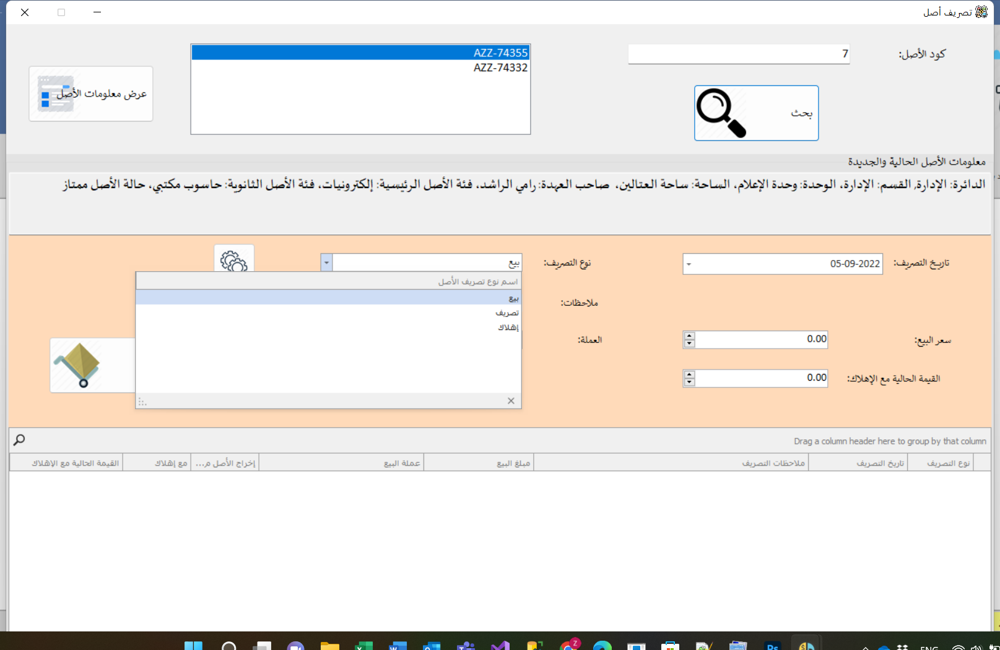 تصريف أصل
كود الأصل:
7
AZZ-74355
AZZ-74332
عرض معلومات الأصل
بحث
معلومات الأصل الحالية والجديدة
الدائرة: الإدارة, القسم: الإدارة، الوحدة: وحدة الإعلام، الساحة: ساحة العتالين، صاحب العهدة: رامي الراشد، فئة الأصل الرئيسية: إلكترونيات، فئة الأصل الثانوية: حاسوب مكتبي، حالة الأصل ممتاز
تاريخ التصريف:
05-09-2022
نوع التصريف:
بيع
اسم نوع تصريف الأصل
بيع
تصريف
إهلاك
ملاحظات:
سعر البيع:
0.00
العملة:
القيمة الحالية مع الإهلاك:
0.00
Drag a column header here to group by that column
نوع التصريف
تاريخ التصريف
ملاحظات التصريف
مبلغ البيع
عملة البيع
إخراج الأصل م...
مع إهلاك
القيمة الحالية مع الإهلاك
Z
Ps
ENG